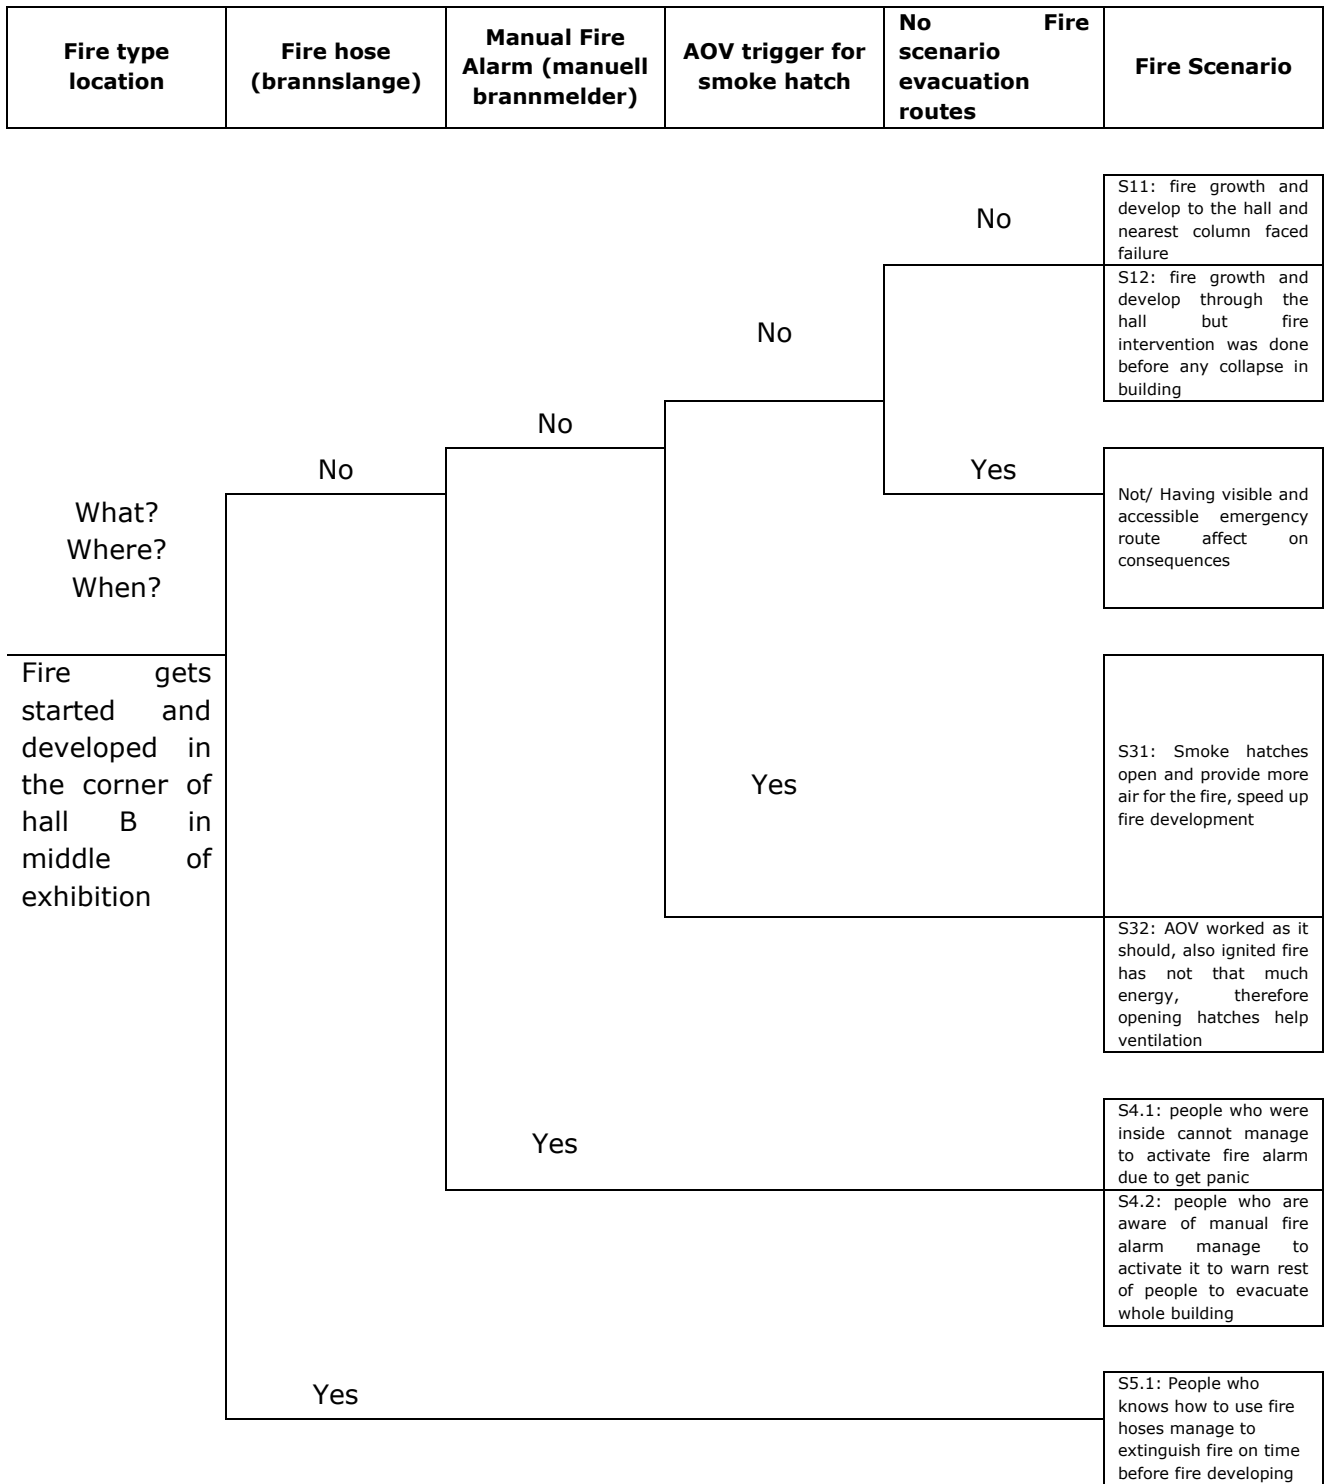 Fire type
location
Fire hose
(brannslange)
Manual Fire
Alarm (manuell
brannmelder)
AOV trigger for
smoke hatch
No Fire
scenario
evacuation
routes
Fire Scenario
No
S11: fire growth and
develop to the hall and
nearest column faced
failure
No
S12: fire growth and
develop through the
hall but fire
intervention was done
before any collapse in
building
No
No
Yes
Not/ Having visible and
accessible emergency
route affect on
consequences
What?
Where?
When?
Fire gets
started and
developed in
the corner of
hall B in
middle of
exhibition
Yes
S31: Smoke hatches
open and provide more
air for the fire, speed up
fire development
S32: AOV worked as it
should, also ignited fire
has not that much
energy, therefore
opening hatches help
ventilation
Yes
S4.1: people who were
inside cannot manage
to activate fire alarm
due to get panic
S4.2: people who are
aware of manual fire
alarm manage to
activate it to warn rest
of people to evacuate
whole building
Yes
S5.1: People who
knows how to use fire
hoses manage to
extinguish fire on time
before fire developing